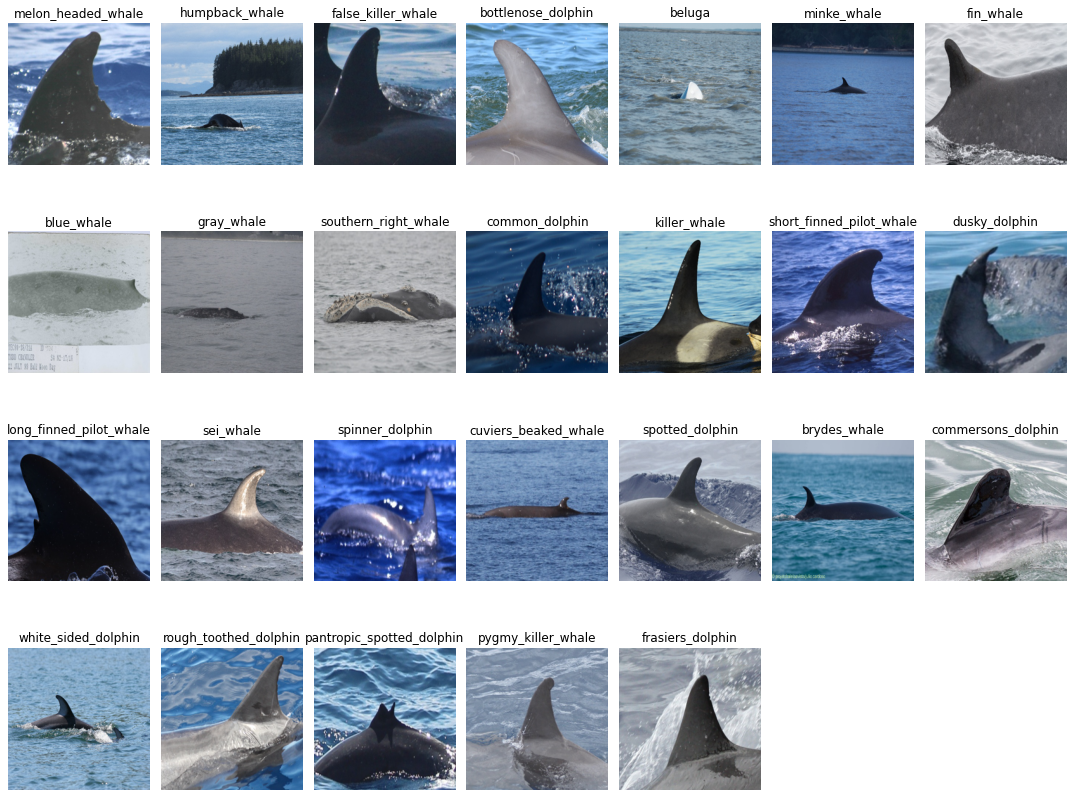 melon_headed_whale
humpback_whale
false_killer_whale
bottlenose_dolphin
beluga
minke_whale
fin_whale
blue_whale
gray_whale
southern_right_whale
common_dolphin
killer_whale
short_finned_pilot_whale
dusky_dolphin
long_finned_pilot_whale
sei_whale
spinner_dolphin
cuviers_beaked_whale
spotted_dolphin
brydes_whale
commersons_dolphin
white_sided_dolphin
rough_toothed_dolphin
pantropic_spotted_dolphin
pygmy_killer_whale
frasiers_dolphin